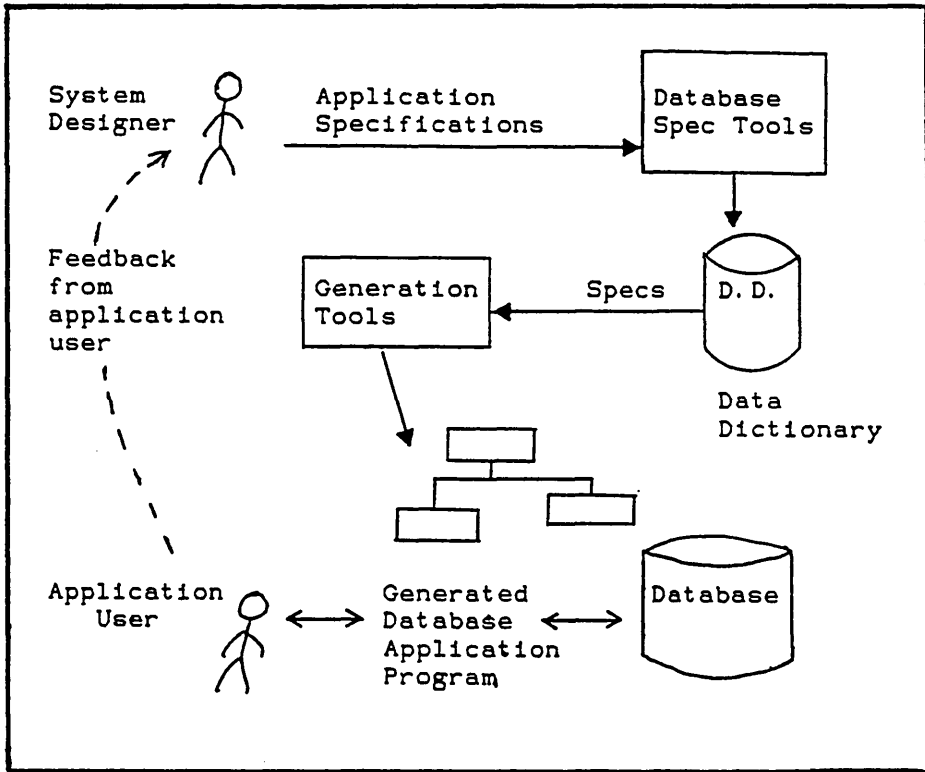 System
Designer
Application
Specifications
Database
Spec Tools
Feedback
from
application
user
Generation
Tools
Specs
D.D.
Data
Dictionary
Application
User
Generated
Database
Application
Program
Database